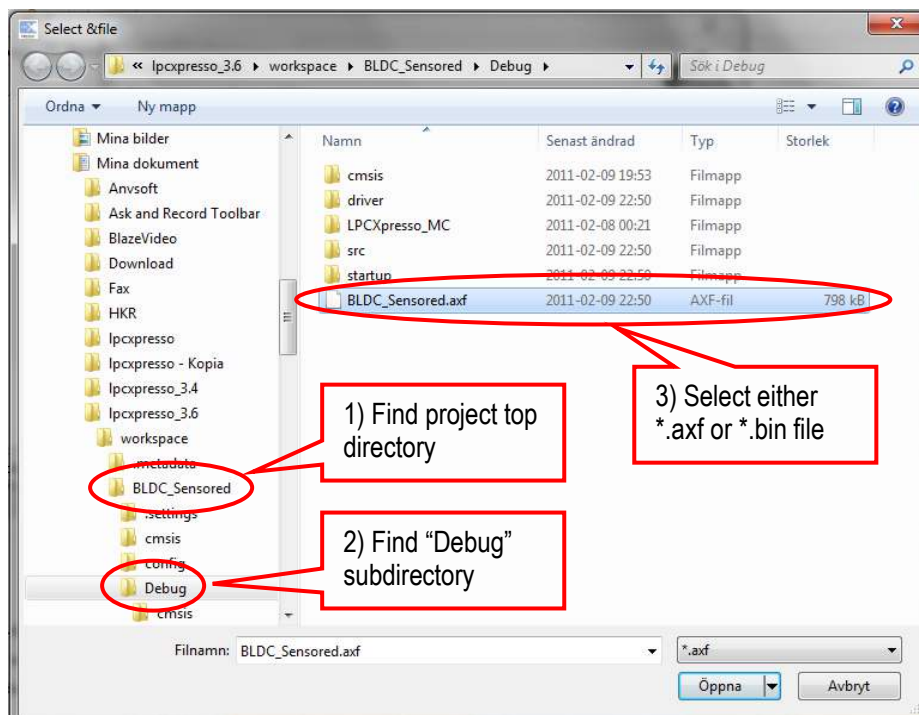 Select &file
« lpcxpresso_3.6 workspace BLDC_Sensored Debug
Sök i Debug
Ordna Ny mapp
Mina bilder
Mina dokument
Anvsoft
Ask and Record Toolbar
BlazeVideo
Download
Fax
HKR
lpcxpresso
lpcxpresso - Kopia
lpcxpresso_3.4
lpcxpresso_3.6
workspace
.metadata
BLDC_Sensored
.settings
cmsis
config
Debug
cmsis
Namn Senast ändrad Typ Storlek
cmsis 2011-02-09 19:53 Filmapp
driver 2011-02-09 22:50 Filmapp
LPCXpresso_MC 2011-02-08 00:21 Filmapp
src 2011-02-09 22:50 Filmapp
startup 2011-02-09 22:50 Filmapp
BLDC_Sensored.axf 2011-02-09 22:50 AXF-fil 798 kB
1) Find project top
directory
2) Find “Debug”
subdirectory
3) Select either
*.axf or *.bin file
Filnamn: BLDC_Sensored.axf
*.axf
Öppna Avbryt